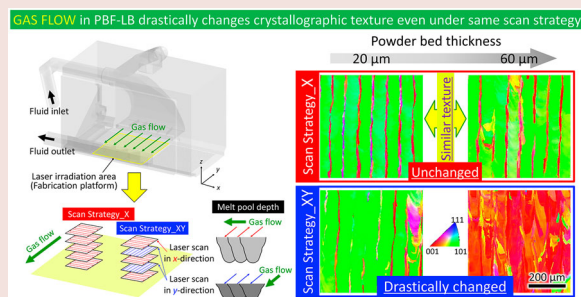 GAS FLOW in PBF-LB drastically changes crystallographic texture even under same scan strategy
Powder bed thickness
20 μm
60 μm
Fluid inlet
Gas flow
Fluid outlet
Laser irradiation area
(Fabrication platform)
z
y
x
Scan Strategy_X
Scan Strategy_XY
Gas flow
Laser scan
in x-direction
Laser scan
in y-direction
Melt pool depth
Gas flow
Gas flow
Scan Strategy_X
Similar texture
Unchanged
Scan Strategy_XY
111
001
101
200 μm
Drastically changed